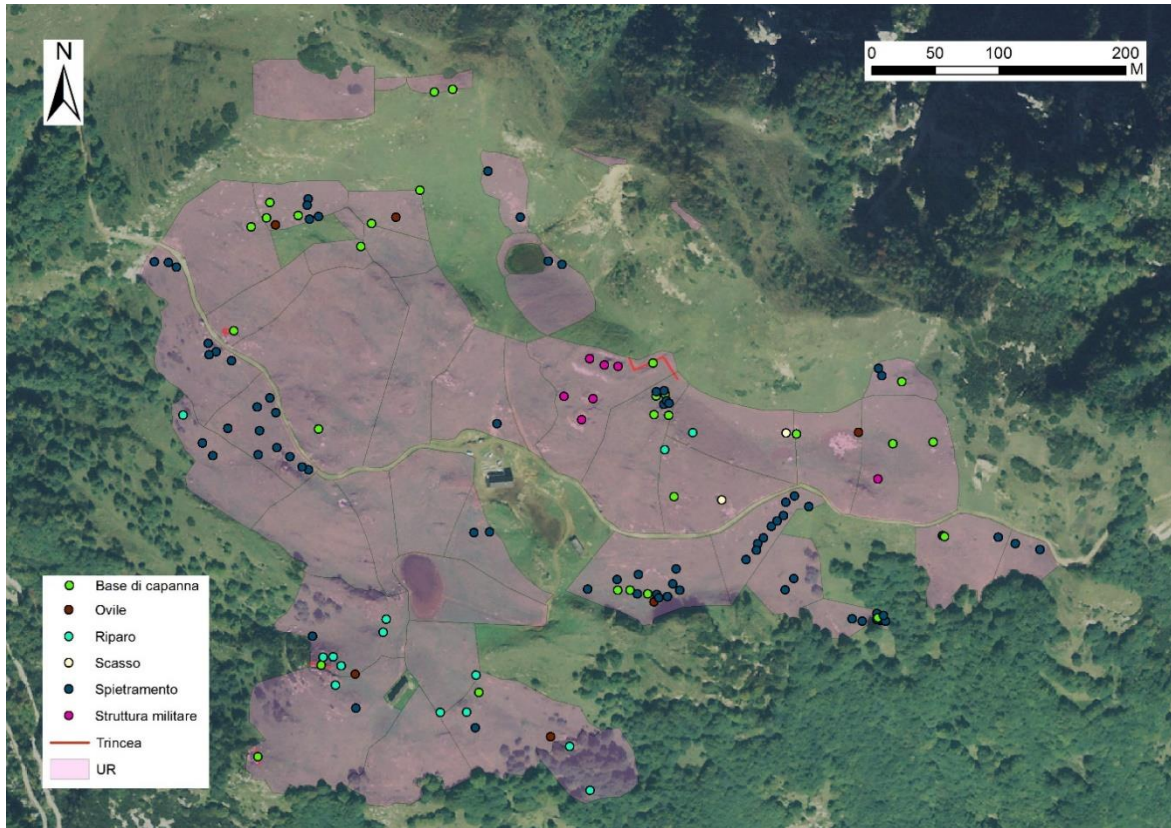 N
0 50 100 200
M
Base di capanna
Ovile
Riparo
Scasso
Spietramento
Struttura militare
Trincea
UR